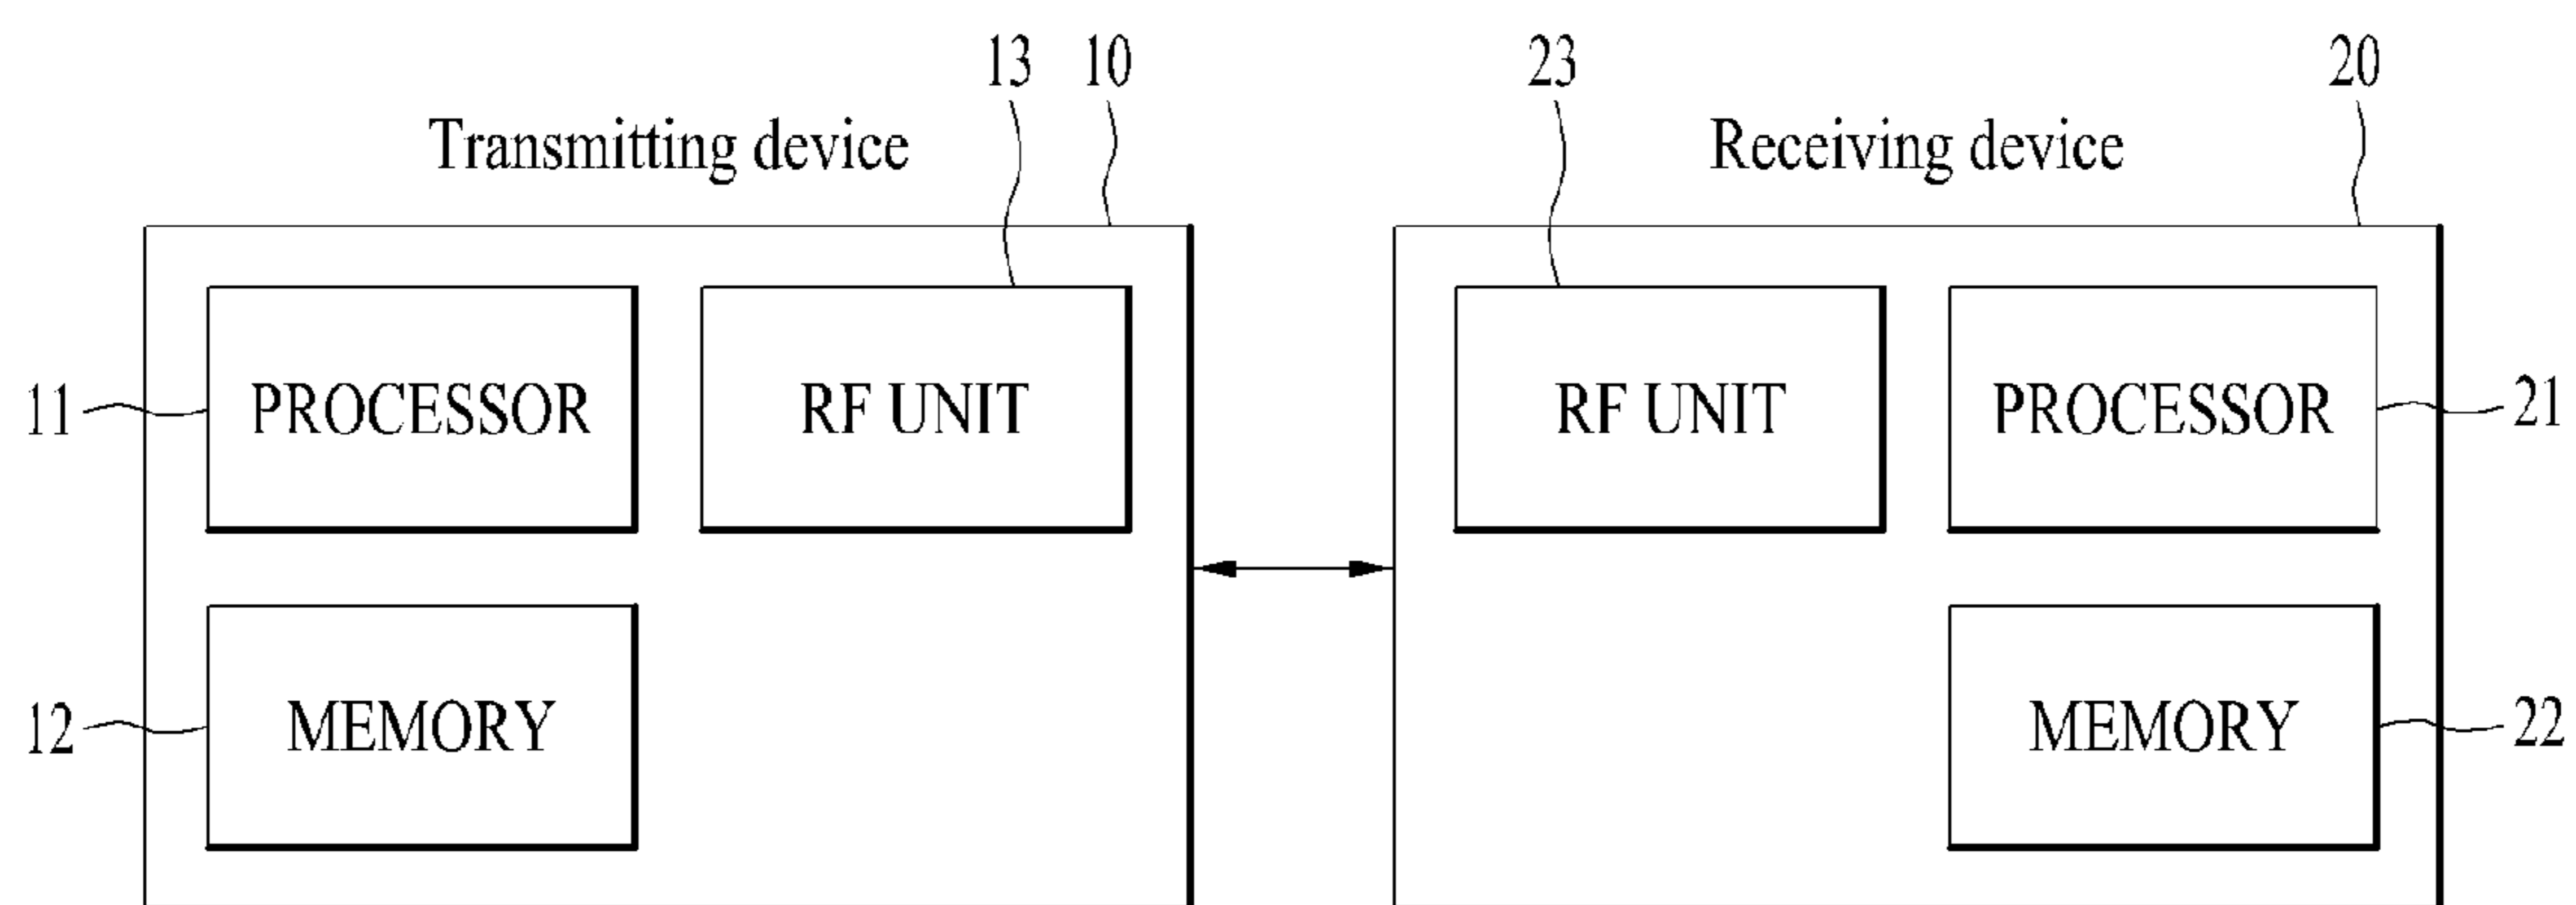 13 10 23 20
Transmitting device Receiving device
11 PROCESSOR RF UNIT RF UNIT PROCESSOR 21
12 MEMORY MEMORY 22